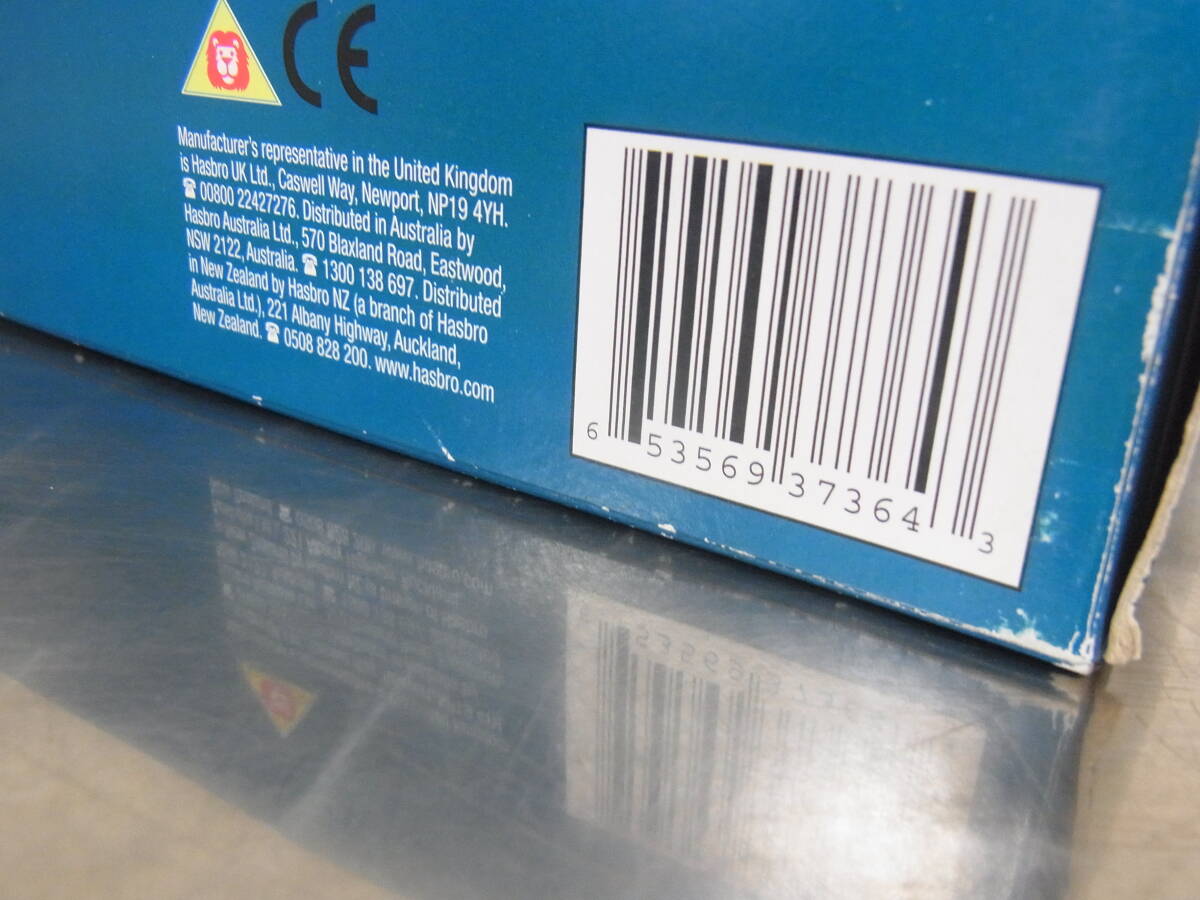 CE
Manufacturer's representative in the United Kingdom
is Hasbro UK Ltd., Caswell Way, Newport, NP19 4YH.
☎ 00800 22427276. Distributed in Australia by
Hasbro Australia Ltd., 570 Blaxland Road, Eastwood,
NSW 2122, Australia. ☎ 1300 138 697. Distributed
in New Zealand by Hasbro NZ (a branch of Hasbro
Australia Ltd.), 221 Albany Highway, Auckland,
New Zealand. ☎ 0508 828 200. www.hasbro.com
6 53569 37364 3